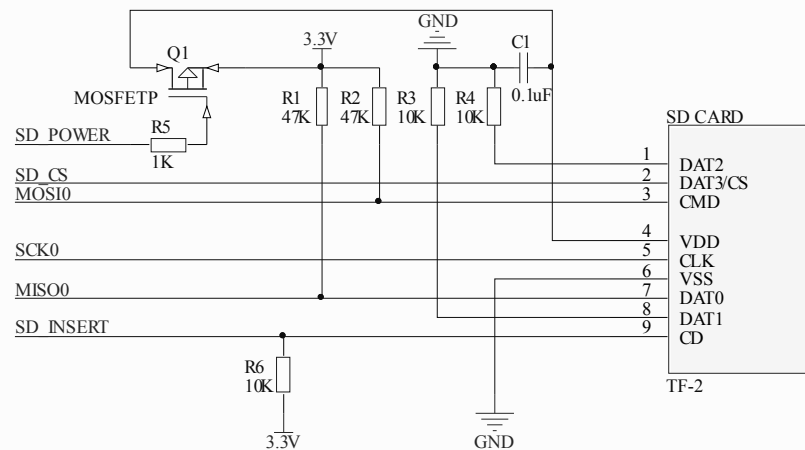 GND
Q1
3.3V
C1
MOSFETP
R1
47K
R2
47K
R3
10K
R4
10K
0.1uF
SD CARD
SD_POWER
R5
1K
1
DAT2
SD_CS
2
DAT3/CS
MOSI0
3
CMD
4
VDD
SCK0
5
CLK
6
VSS
MISO0
7
DAT0
8
DAT1
SD_INSERT
9
CD
R6
10K
TF-2
3.3V
GND